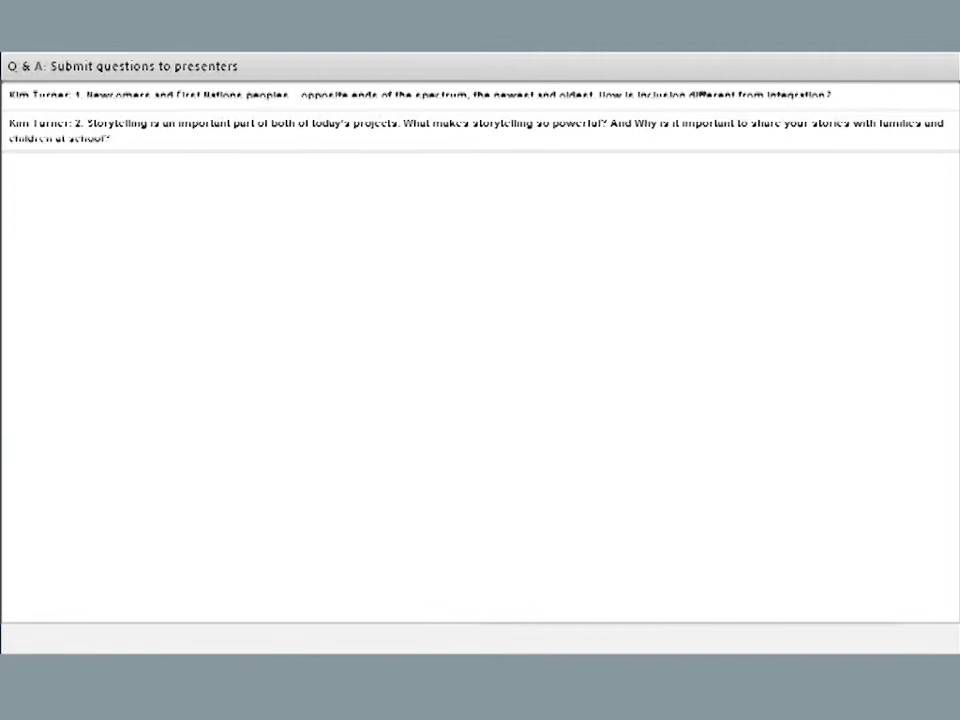 Q & A: Submit questions to presenters
Kim Turner: 1. Newcomers and First Nations peoples - opposite ends of the spectrum, the newest and oldest. How is inclusion different from integration?
Kim Turner: 2. Storytelling is an important part of both of today's projects. What makes storytelling so powerful? And Why is it important to share your stories with families and
children at school?